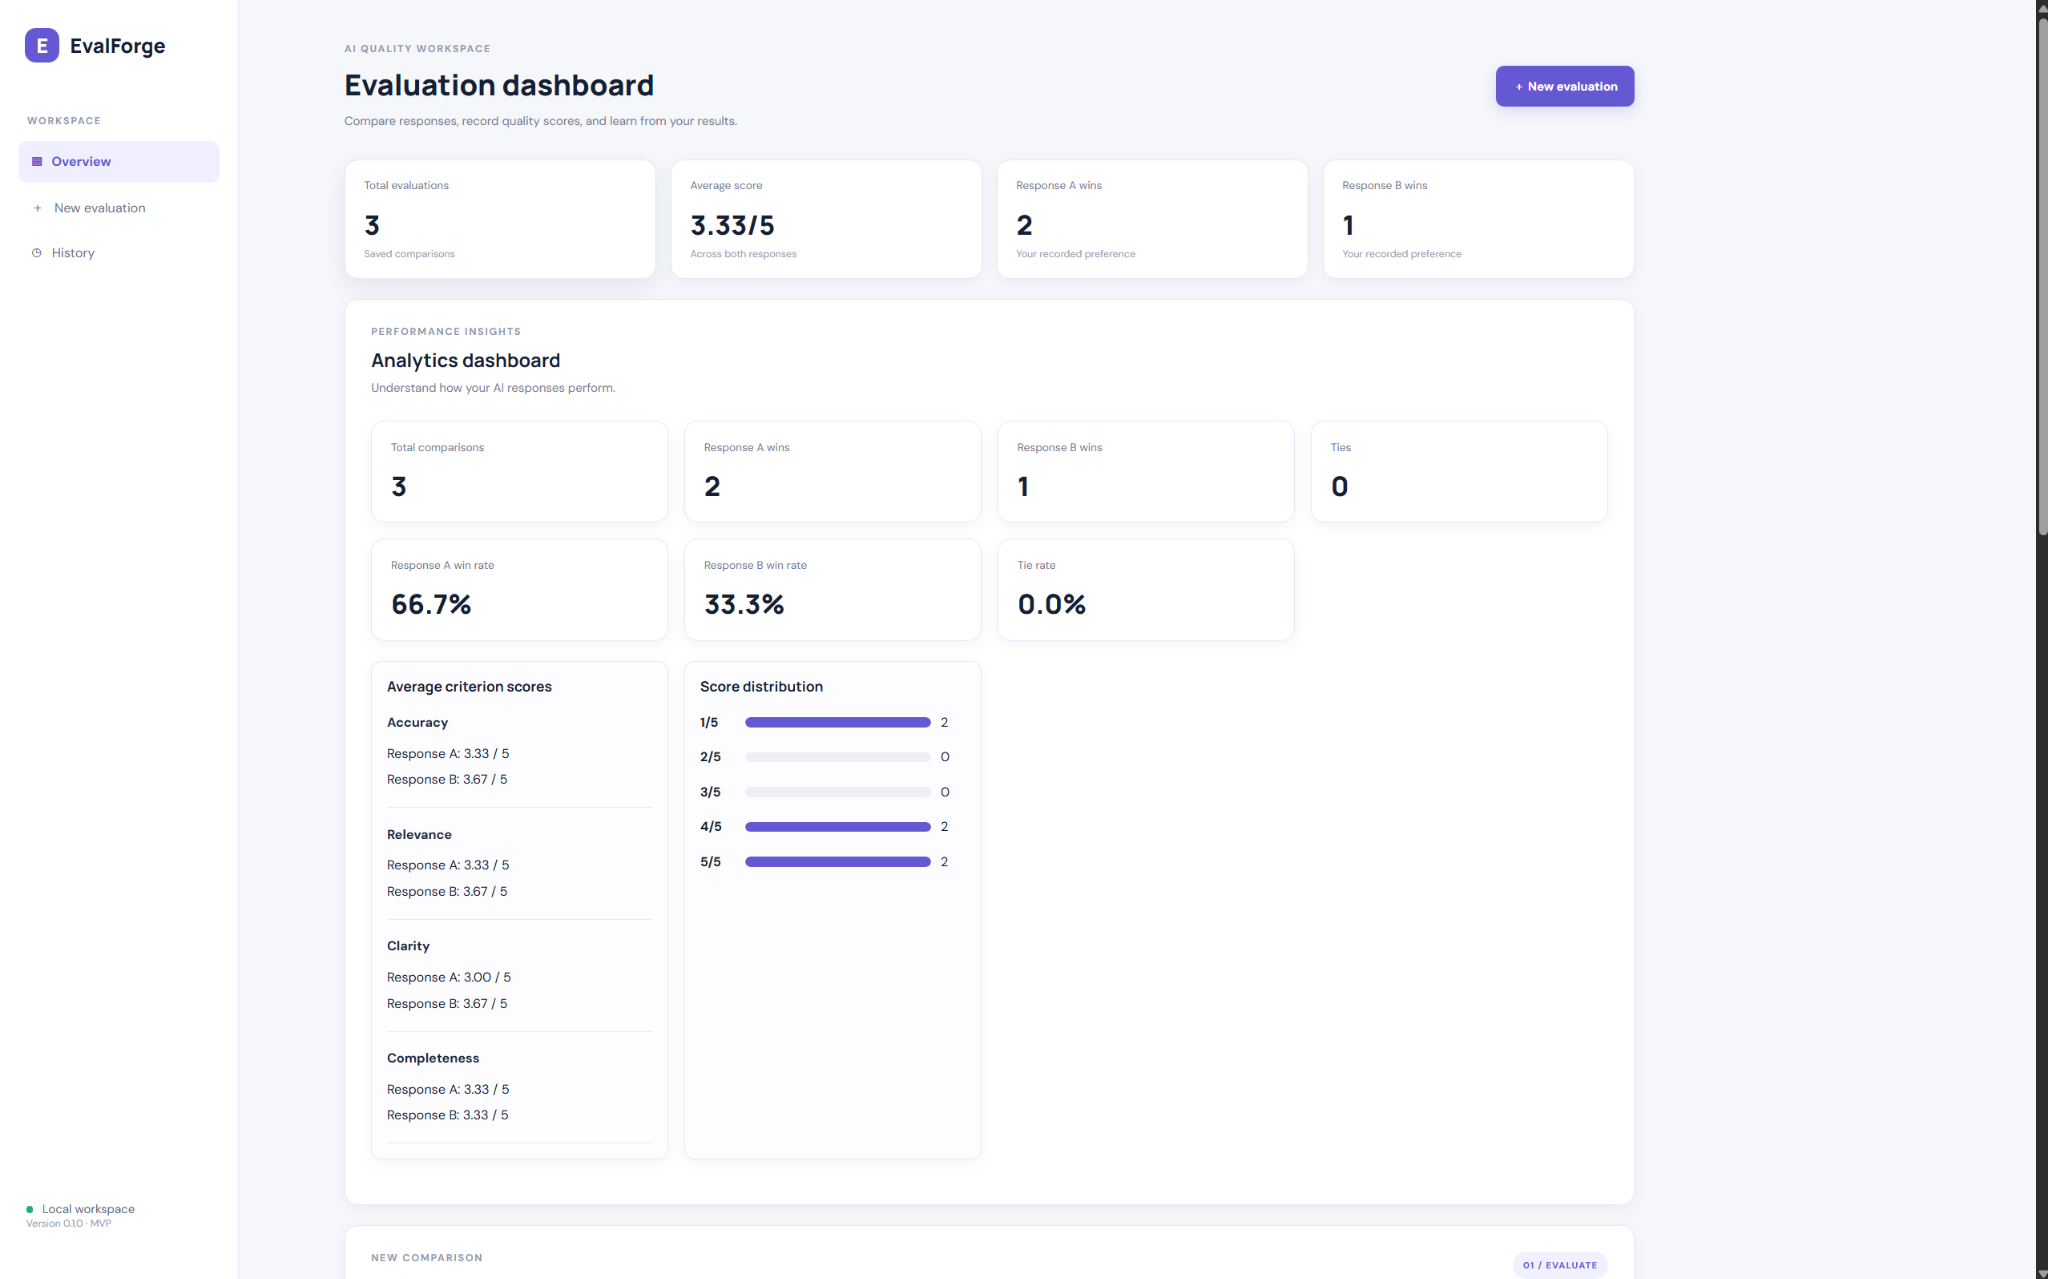 E EvalForge
WORKSPACE
Overview
+ New evaluation
History
Local workspace
Version 0.1.0 · MVP
AI QUALITY WORKSPACE
Evaluation dashboard
Compare responses, record quality scores, and learn from your results.
+ New evaluation
Total evaluations
3
Saved comparisons
Average score
3.33/5
Across both responses
Response A wins
2
Your recorded preference
Response B wins
1
Your recorded preference
PERFORMANCE INSIGHTS
Analytics dashboard
Understand how your AI responses perform.
Total comparisons
3
Response A wins
2
Response B wins
1
Ties
0
Response A win rate
66.7%
Response B win rate
33.3%
Tie rate
0.0%
Average criterion scores
Accuracy
Response A: 3.33 / 5
Response B: 3.67 / 5
Relevance
Response A: 3.33 / 5
Response B: 3.67 / 5
Clarity
Response A: 3.00 / 5
Response B: 3.67 / 5
Completeness
Response A: 3.33 / 5
Response B: 3.33 / 5
Score distribution
1/5 2
2/5 0
3/5 0
4/5 2
5/5 2
NEW COMPARISON
01 / EVALUATE